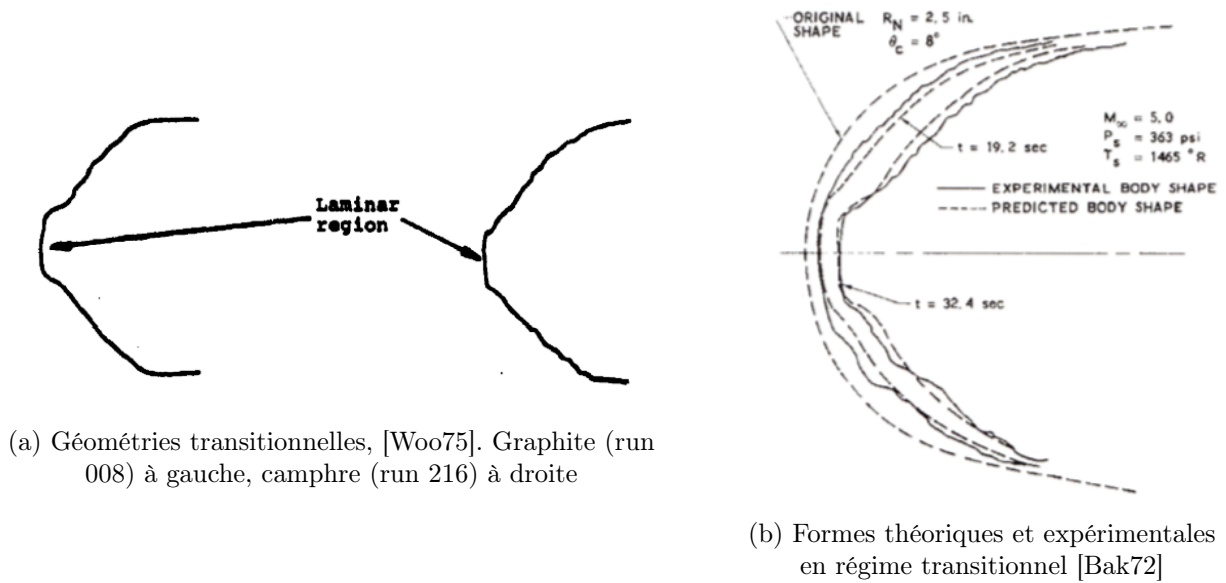 Laminar
region
(a) Géométries transitionnelles, [Woo75]. Graphite (run
008) à gauche, camphre (run 216) à droite
ORIGINAL
SHAPE
R_N = 2,5 in.
θ_c = 8°
M_∞ = 5,0
P_s = 363 psi
T_s = 1465 °R
t = 19,2 sec
EXPERIMENTAL BODY SHAPE
PREDICTED BODY SHAPE
t = 32,4 sec
(b) Formes théoriques et expérimentales
en régime transitionnel [Bak72]